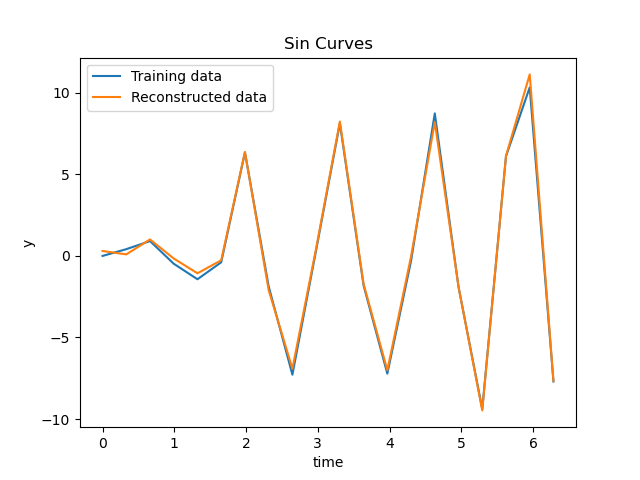 Sin Curves
Training data
Reconstructed data
10
5
0
−5
−10
y
0 1 2 3 4 5 6
time